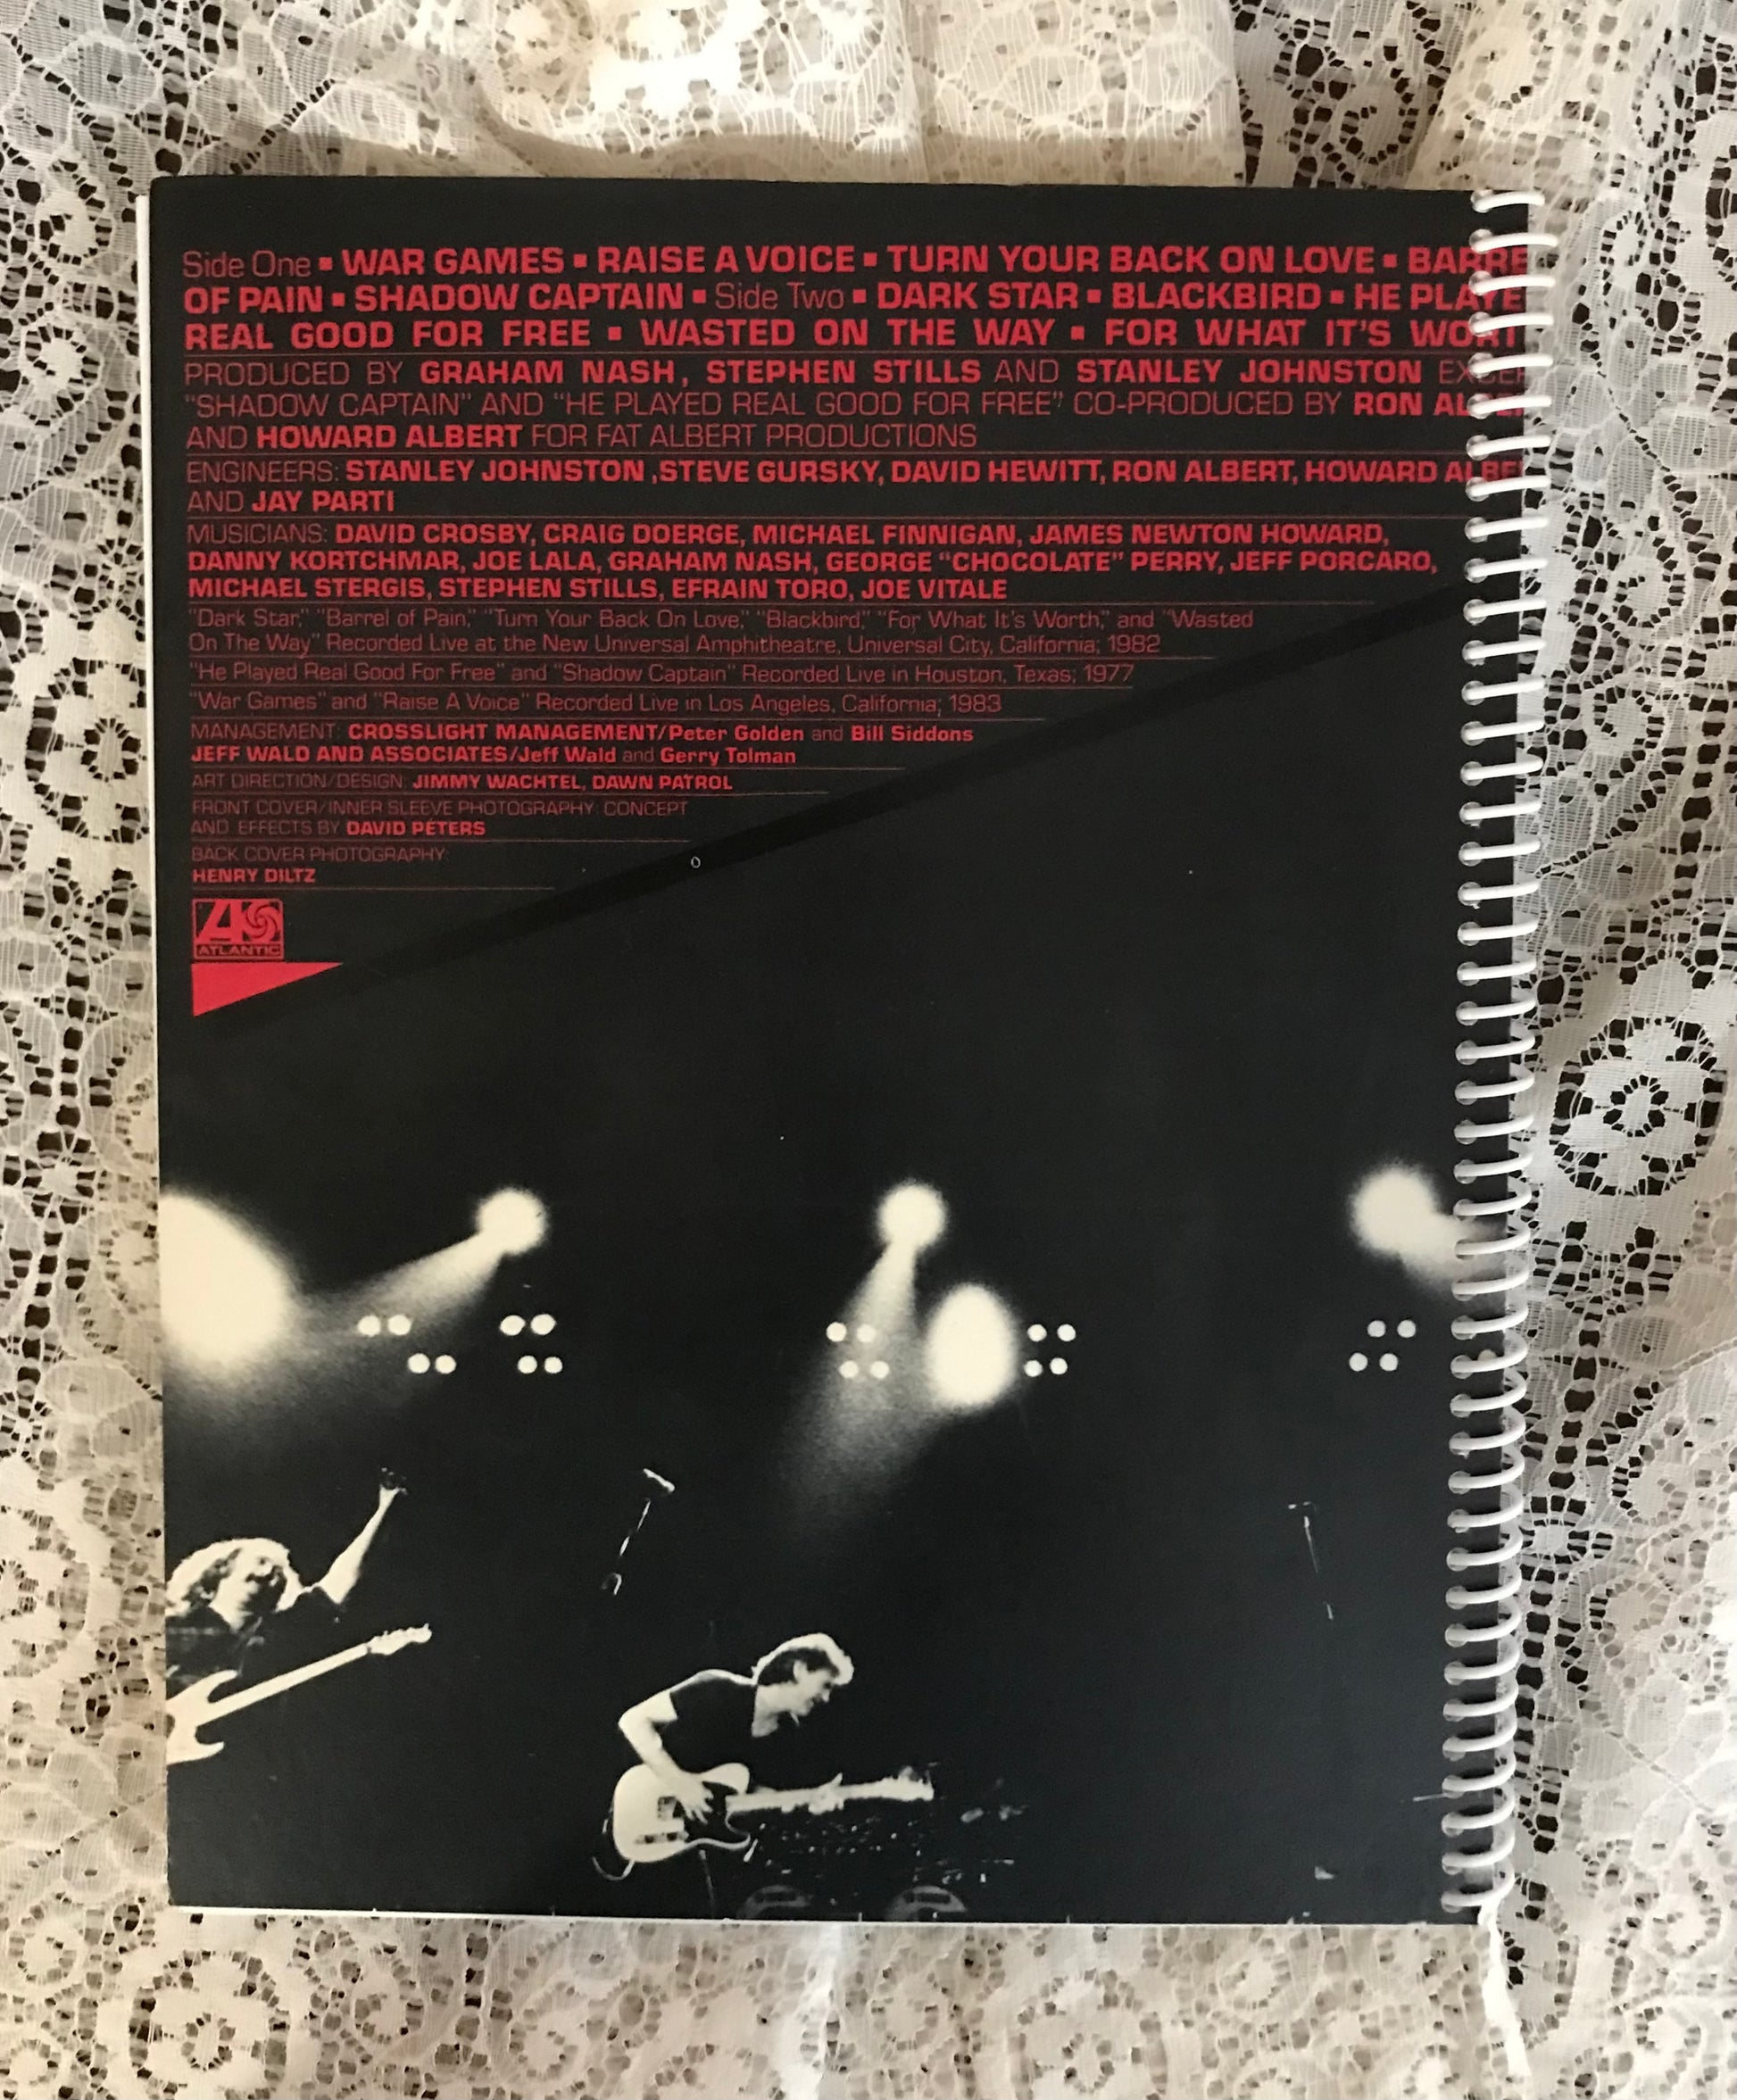 Side One ▪ WAR GAMES ▪ RAISE A VOICE ▪ TURN YOUR BACK ON LOVE ▪ BARRE
OF PAIN ▪ SHADOW CAPTAIN ▪ Side Two ▪ DARK STAR ▪ BLACKBIRD ▪ HE PLAYE
REAL GOOD FOR FREE ▪ WASTED ON THE WAY ▪ FOR WHAT IT'S WORT
PRODUCED BY GRAHAM NASH, STEPHEN STILLS AND STANLEY JOHNSTON EXCEP
"SHADOW CAPTAIN" AND "HE PLAYED REAL GOOD FOR FREE" CO-PRODUCED BY RON ALBE
AND HOWARD ALBERT FOR FAT ALBERT PRODUCTIONS
ENGINEERS: STANLEY JOHNSTON ,STEVE GURSKY, DAVID HEWITT, RON ALBERT, HOWARD ALBE
AND JAY PARTI
MUSICIANS: DAVID CROSBY, CRAIG DOERGE, MICHAEL FINNIGAN, JAMES NEWTON HOWARD,
DANNY KORTCHMAR, JOE LALA, GRAHAM NASH, GEORGE "CHOCOLATE" PERRY, JEFF PORCARO,
MICHAEL STERGIS, STEPHEN STILLS, EFRAIN TORO, JOE VITALE
"Dark Star," "Barrel of Pain," "Turn Your Back On Love," "Blackbird," "For What It's Worth," and "Wasted
On The Way" Recorded Live at the New Universal Amphitheatre, Universal City, California; 1982
"He Played Real Good For Free" and "Shadow Captain" Recorded Live in Houston, Texas; 1977
"War Games" and "Raise A Voice" Recorded Live in Los Angeles, California; 1983
MANAGEMENT: CROSSLIGHT MANAGEMENT/Peter Golden and Bill Siddons
JEFF WALD AND ASSOCIATES/Jeff Wald and Gerry Tolman
ART DIRECTION/DESIGN: JIMMY WACHTEL, DAWN PATROL
FRONT COVER/INNER SLEEVE PHOTOGRAPHY: CONCEPT
AND EFFECTS BY DAVID PETERS
BACK COVER PHOTOGRAPHY:
HENRY DILTZ
ATLANTIC